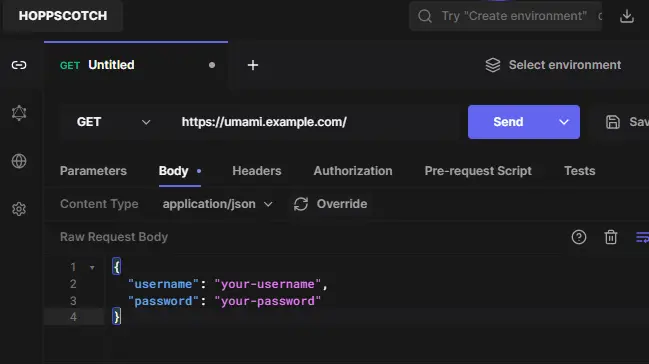 HOPPSCOTCH
Try "Create environment"
GET Untitled
Select environment
GET https://umami.example.com/ Send
Parameters Body Headers Authorization Pre-request Script Tests
Content Type application/json Override
Raw Request Body
1 {
2 "username": "your-username",
3 "password": "your-password"
4 }